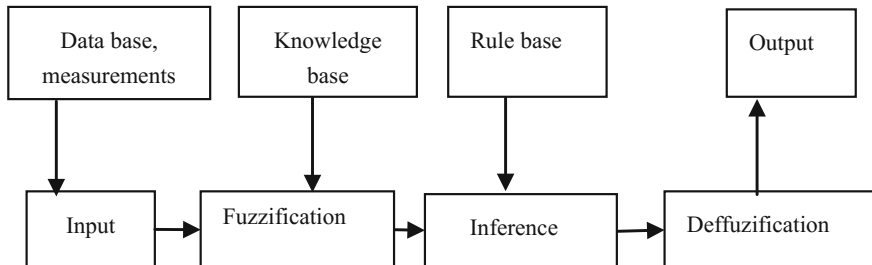 Data base,
measurements
Knowledge
base
Rule base
Output
Input
Fuzzification
Inference
Deffuzification